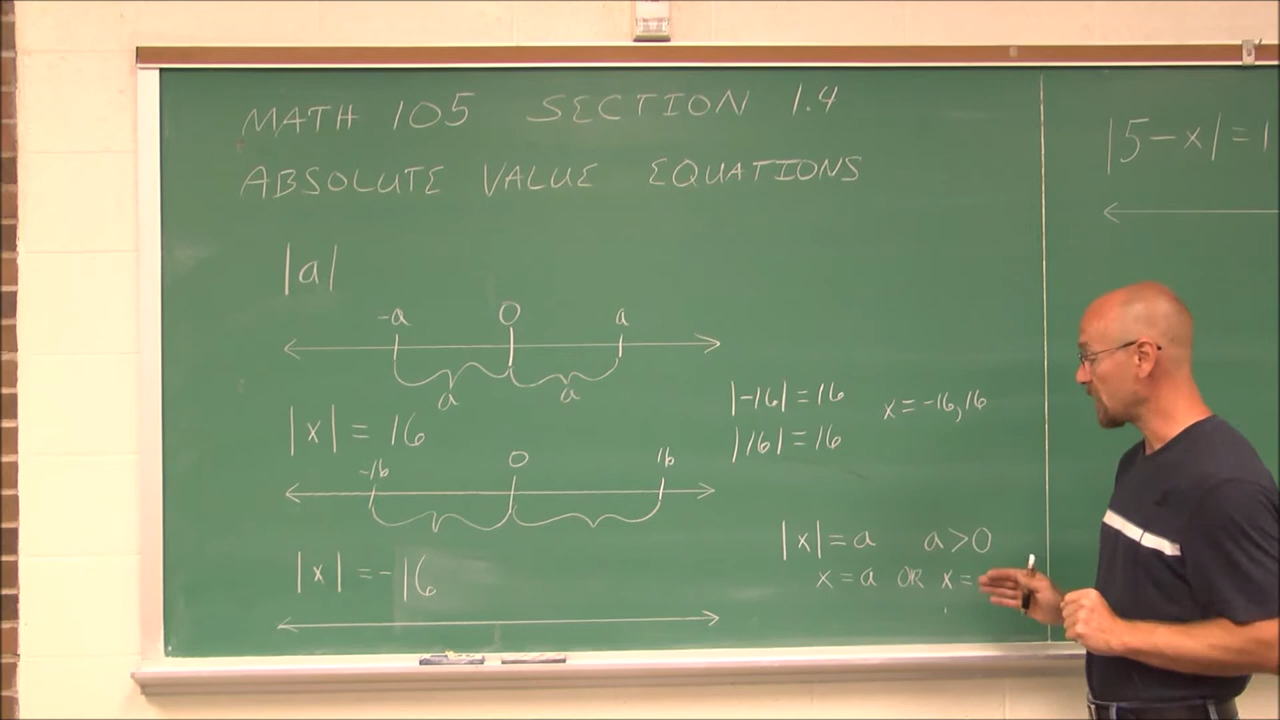 MATH 105 SECTION 1.4
ABSOLUTE VALUE EQUATIONS
|a|
-a 0 a
a a
|x| = 16
-16 0 16
|x| = -16
|-16| = 16
|16| = 16
x = -16, 16
|x| = a a > 0
x = a OR x =
|5 - x| = 1